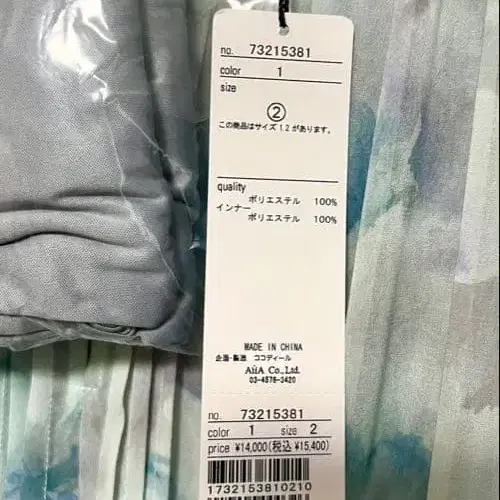 no. 73215381
color 1
size
②
この商品はサイズ 1.2 があります。
quality
ポリエステル 100%
インナー
ポリエステル 100%
MADE IN CHINA
企画・製造 ココディール
AiiA Co.,Ltd.
03-4576-3420
no. 73215381
color 1 size 2
price ¥14,000(税込 ¥15,400)
1732153810210